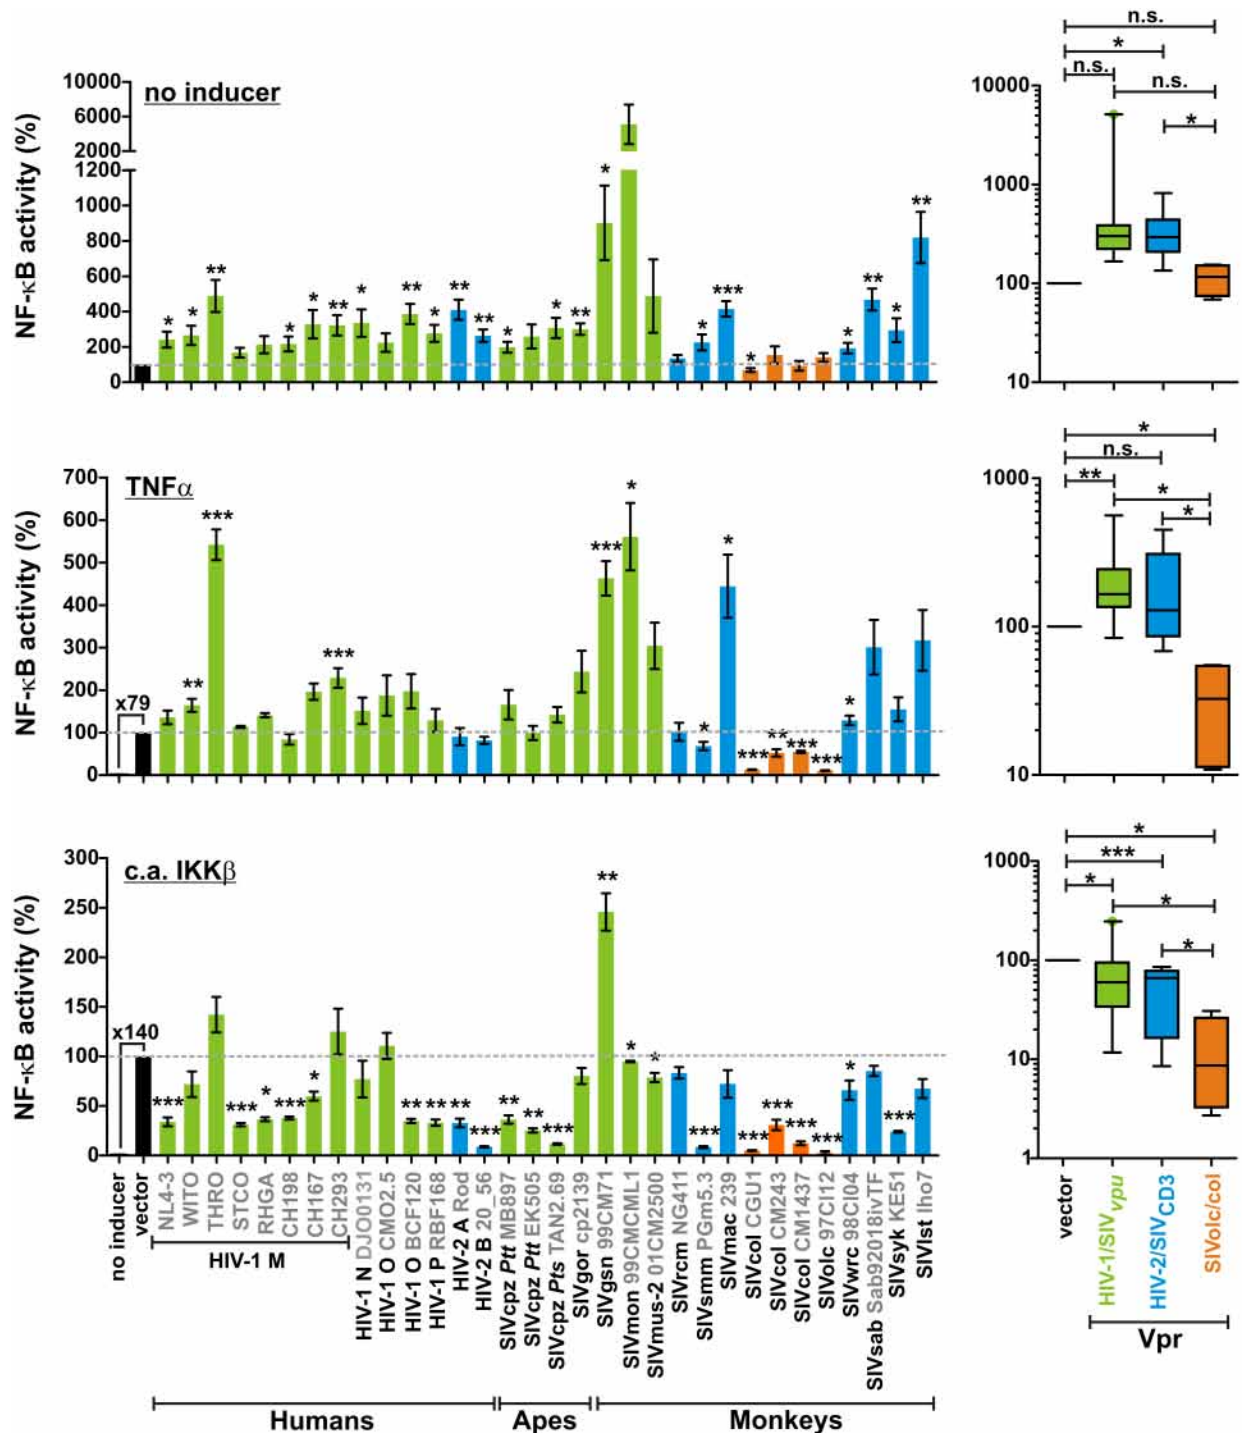 no inducer
NF-κB activity (%)
10000
6000
2000
1200
1000
800
600
400
200
0
* * ** * * ** * ** * ** ** * * ** * * *** * * ** * **
n.s.
*
n.s.
n.s.
*
10000
1000
100
10
TNFα
NF-κB activity (%)
700
600
500
400
300
200
100
0
x79
** *** *** *** * * * *** ** *** *** *
*
n.s.
**
*
*
1000
100
10
c.a. IKKβ
NF-κB activity (%)
300
250
200
150
100
50
0
x140
*** *** * * ** ** ** *** ** ** *** ** * * *** *** *** *** *** * ***
*
***
*
*
*
1000
100
10
1
no inducer
vector
NL4-3
WITO
THRO
STCO
RHGA
CH198
CH167
CH293
HIV-1 M
HIV-1 N DJO0131
HIV-1 O CMO2.5
HIV-1 O BCF120
HIV-1 P RBF168
HIV-2 A Rod
HIV-2 B 20_56
SIVcpz Ptt MB897
SIVcpz Ptt EK505
SIVcpz Pts TAN2.69
SIVgor cp2139
SIVgsn 99CM71
SIVmon 99CMCML1
SIVmus-2 01CM2500
SIVrcm NG411
SIVsmm PGm5.3
SIVmac 239
SIVcol CGU1
SIVcol CM243
SIVcol CM1437
SIVolc 97CI12
SIVwrc 98CI04
SIVsab Sab92018ivTF
SIVsyk KE51
SIVlst lho7
Humans
Apes
Monkeys
vector
HIV-1/SIVvpu
HIV-2/SIVCD3
SIVolc/col
Vpr